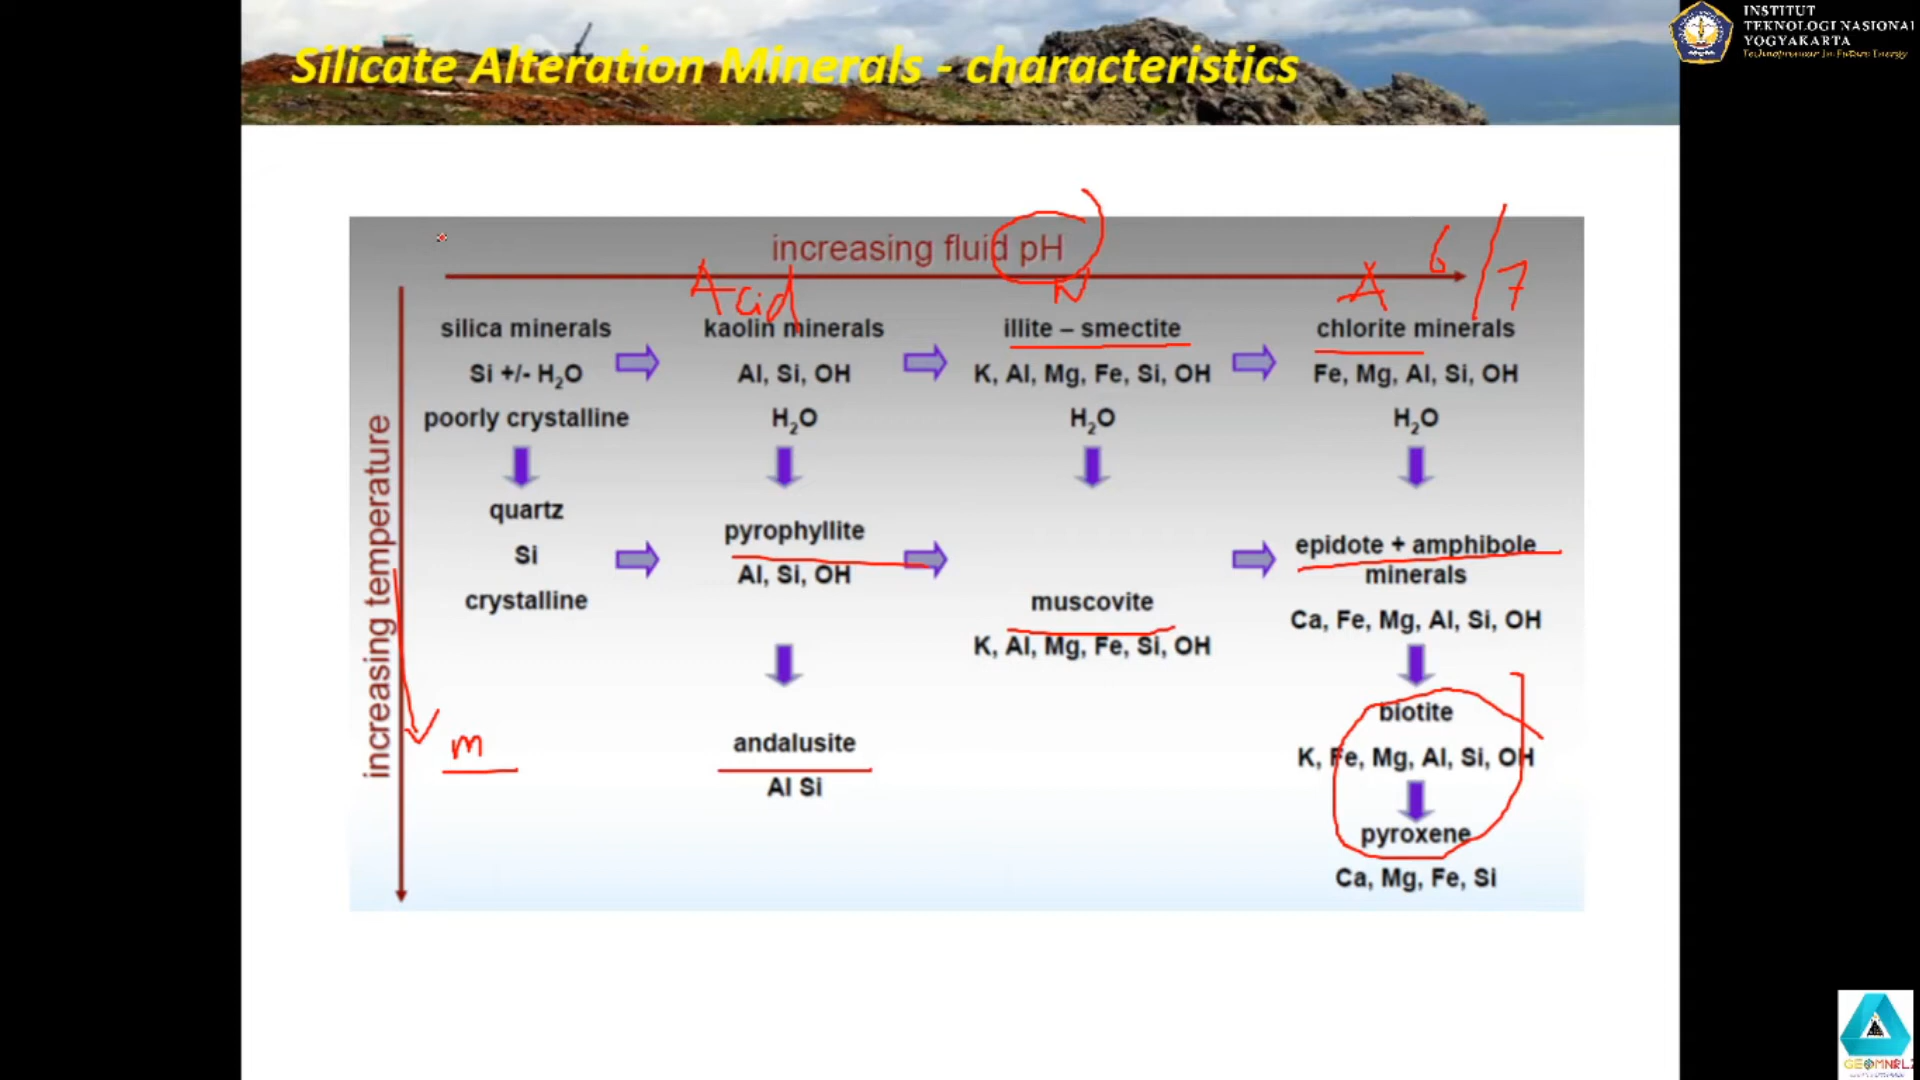 INSTITUT
TEKNOLOGI NASIONAL
YOGYAKARTA
Technopreneur In Future Energy
Silicate Alteration Minerals - characteristics
increasing fluid pH
Acid
N
A
6/7
increasing temperature
silica minerals
Si +/- H₂O
poorly crystalline
quartz
Si
crystalline
m
kaolin minerals
Al, Si, OH
H₂O
pyrophyllite
Al, Si, OH
andalusite
Al Si
illite – smectite
K, Al, Mg, Fe, Si, OH
H₂O
muscovite
K, Al, Mg, Fe, Si, OH
chlorite minerals
Fe, Mg, Al, Si, OH
H₂O
epidote + amphibole
minerals
Ca, Fe, Mg, Al, Si, OH
biotite
K, Fe, Mg, Al, Si, OH
pyroxene
Ca, Mg, Fe, Si